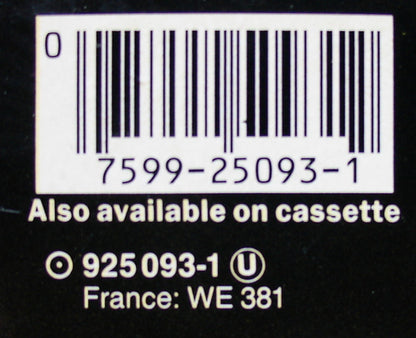 0
7599-25093-1
Also available on cassette
925 093-1 U
France: WE 381